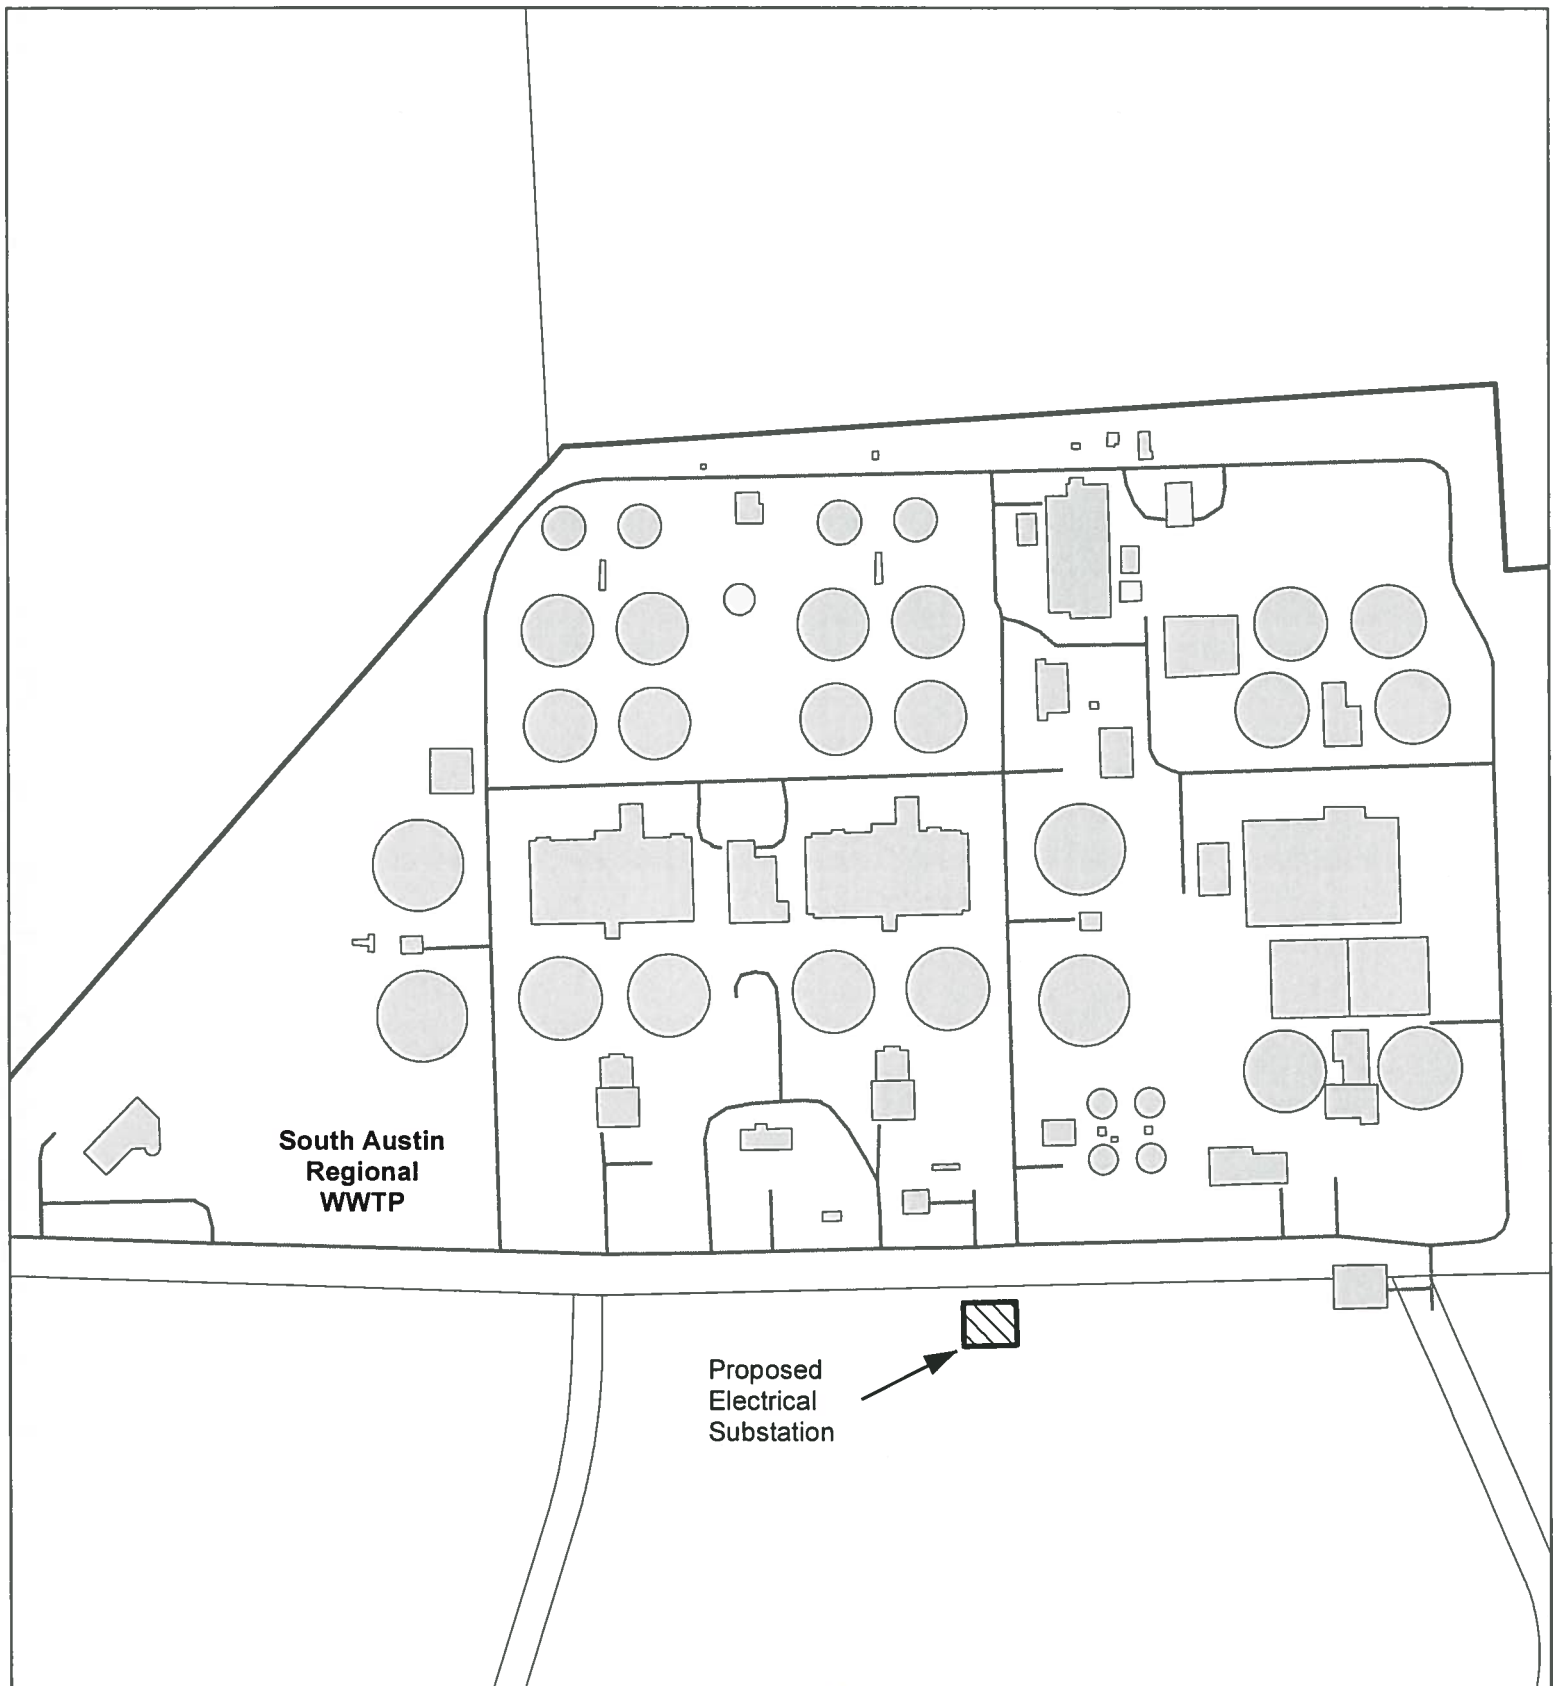 South Austin
Regional
WWTP
Proposed
Electrical
Substation